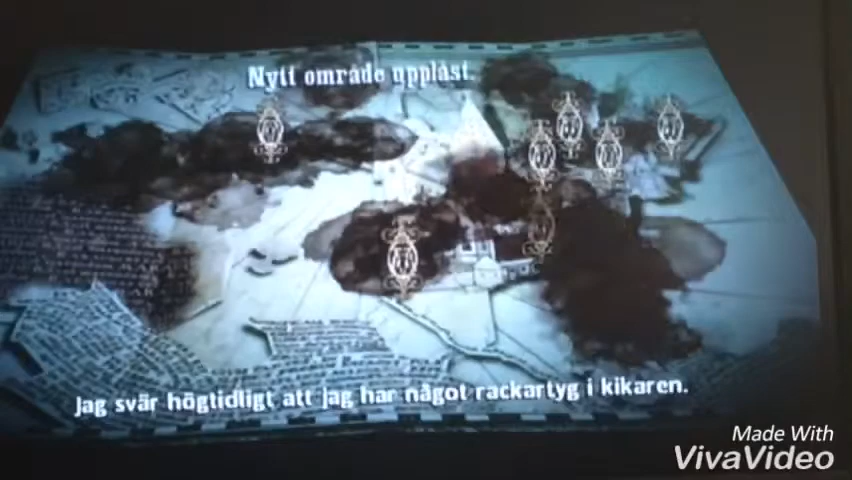 Nytt område upplåst.
Jag svär högtidligt att jag har något rackartyg i kikaren.
Made With
VivaVideo